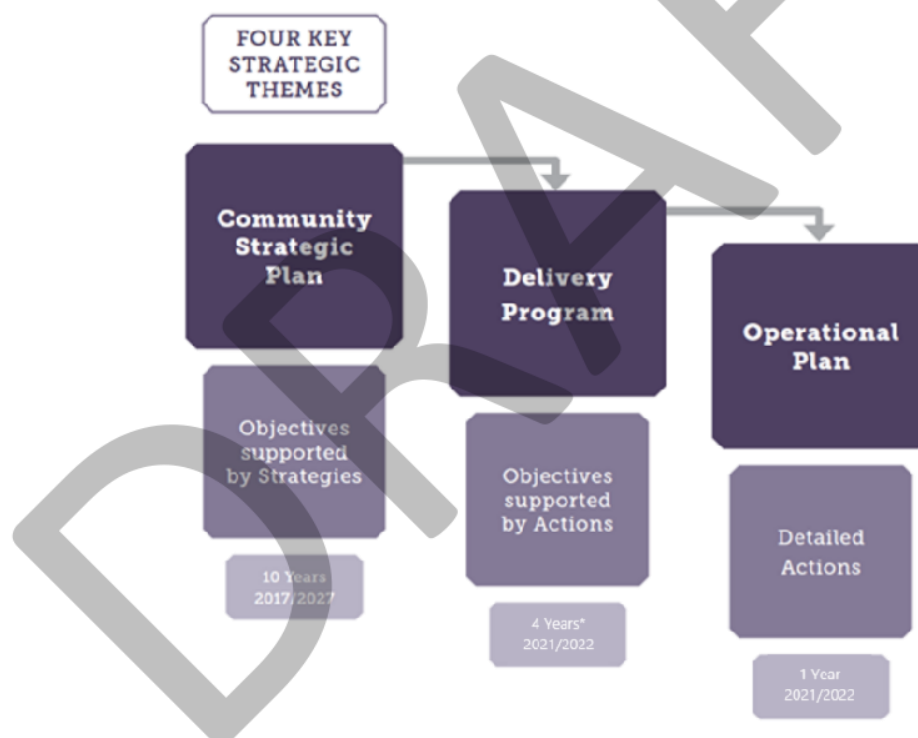 FOUR KEY
STRATEGIC
THEMES
Community
Strategic
Plan
Objectives
supported
by Strategies
10 Years
2017/2027
Delivery
Program
Objectives
supported
by Actions
4 Years*
2021/2022
Operational
Plan
Detailed
Actions
1 Year
2021/2022
DRAF